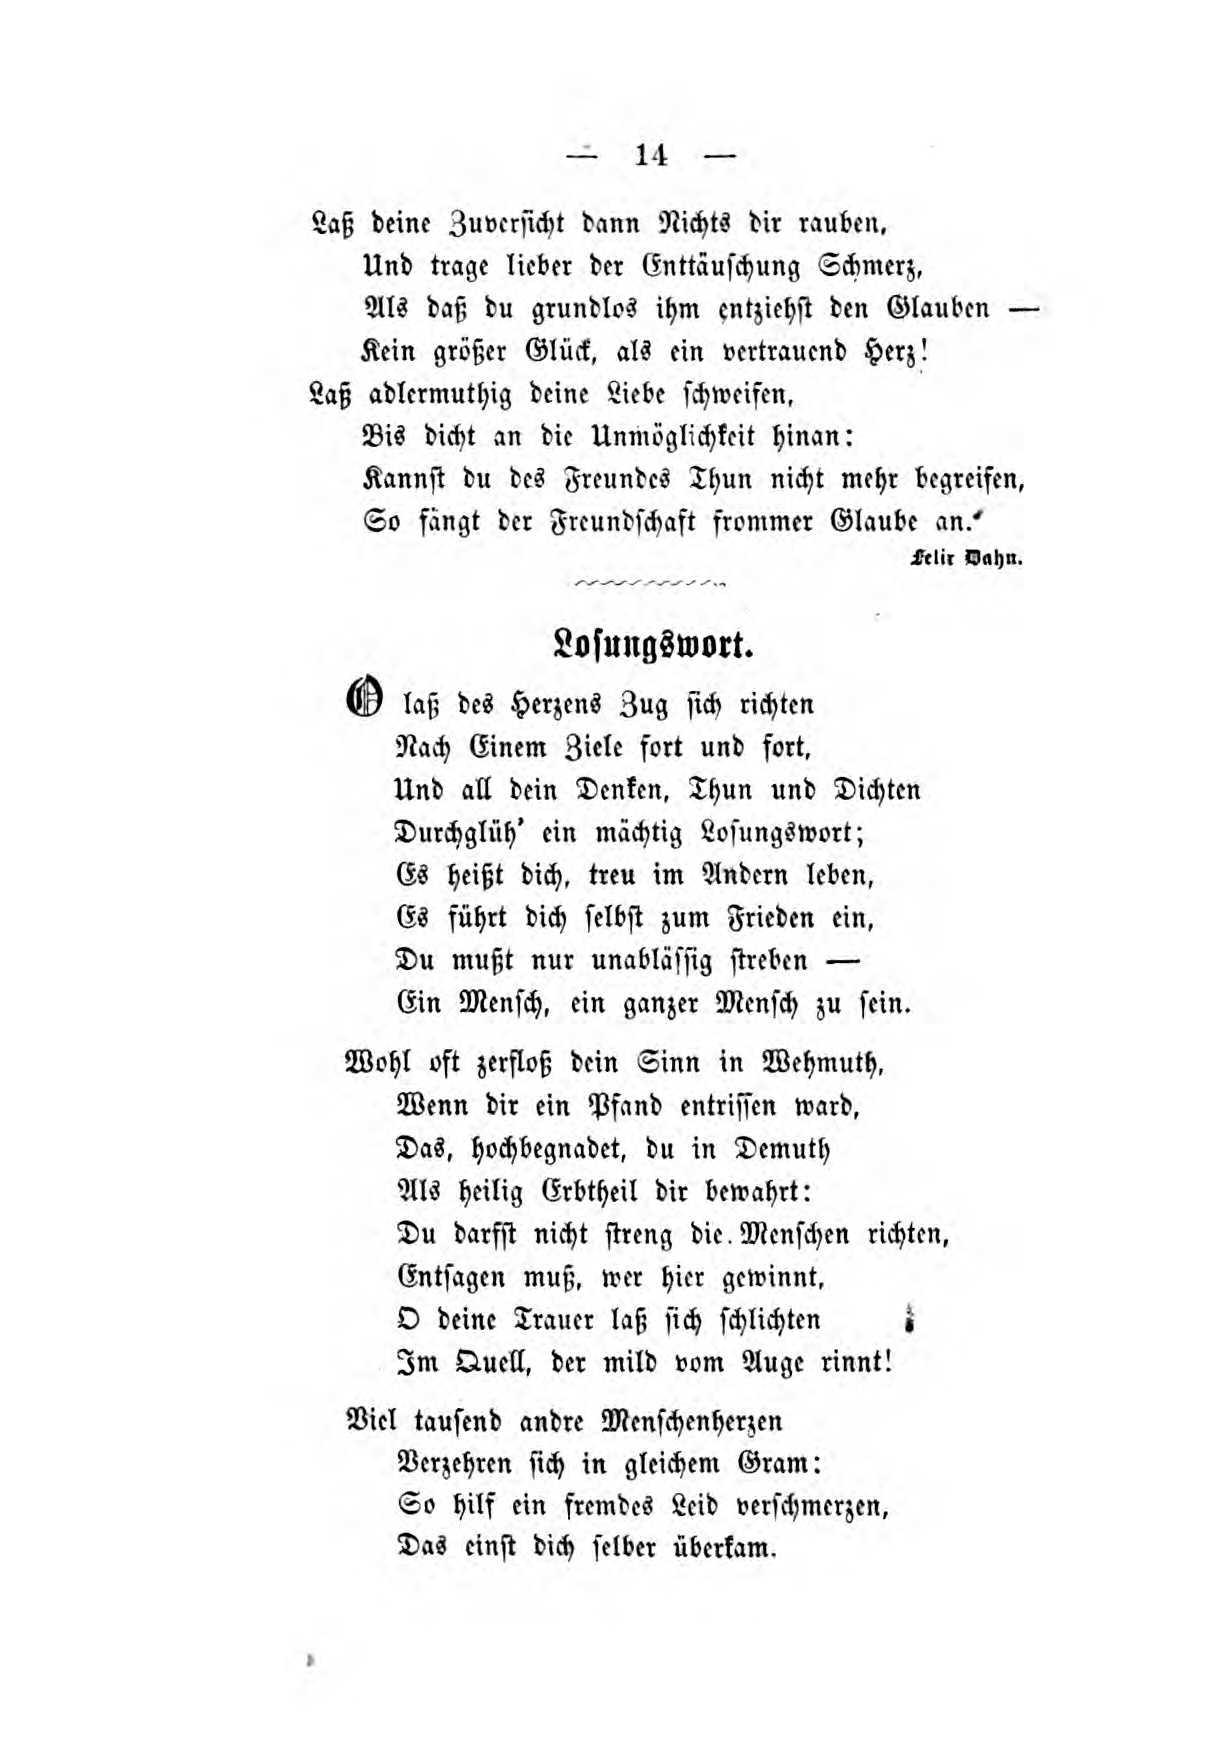 — 14 —
Laß deine Zuversicht dann Nichts dir rauben,
Und trage lieber der Enttäuschung Schmerz,
Als daß du grundlos ihm entziehst den Glauben —
Kein größer Glück, als ein vertrauend Herz!
Laß adlermuthig deine Liebe schweifen,
Bis dicht an die Unmöglichkeit hinan:
Kannst du des Freundes Thun nicht mehr begreifen,
So fängt der Freundschaft frommer Glaube an.
Felix Dahn.
Losungswort.
O laß des Herzens Zug sich richten
Nach Einem Ziele fort und fort,
Und all dein Denken, Thun und Dichten
Durchglüh' ein mächtig Losungswort;
Es heißt dich, treu im Andern leben,
Es führt dich selbst zum Frieden ein,
Du mußt nur unablässig streben —
Ein Mensch, ein ganzer Mensch zu sein.
Wohl oft zerfloß dein Sinn in Wehmuth,
Wenn dir ein Pfand entrissen ward,
Das, hochbegnadet, du in Demuth
Als heilig Erbtheil dir bewahrt:
Du darfst nicht streng die Menschen richten,
Entsagen muß, wer hier gewinnt,
O deine Trauer laß sich schlichten
Im Quell, der mild vom Auge rinnt!
Viel tausend andre Menschenherzen
Verzehren sich in gleichem Gram:
So hilf ein fremdes Leid verschmerzen,
Das einst dich selber überkam.